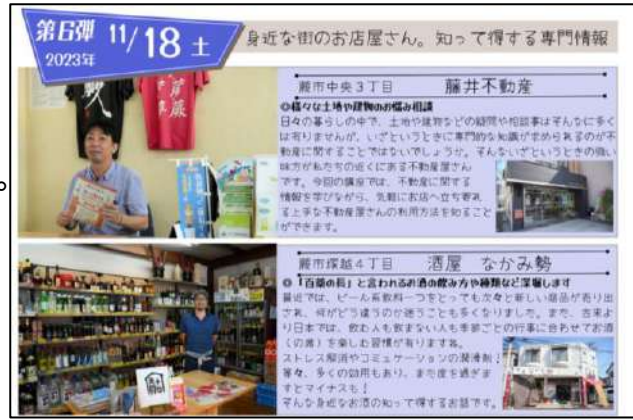 第6弾 11/18 土
2023年
身近な街のお店屋さん。知って得する専門情報
蕨市中央3丁目 藤井不動産
◎様々な土地や建物のお悩み相談
日々の暮らしの中で、土地や建物などの疑問や相談事はそんなに多く
は有りませんが、いざというときに専門的な知識が求められるのが不
動産に関することではないでしょうか。そんないざというときの強い
味方が私たちの近くにある不動産屋さん
です。今回の講座では、不動産に関する
情報を学びながら、気軽にお店へ立ち寄れ
る上手な不動産屋さんの利用方法を知ること
ができます。
蕨市塚越4丁目 酒屋 なかみ勢
◎「百薬の長」と言われるお酒の飲み方や種類など深堀します
最近では、ビール系飲料一つをとっても次々と新しい商品が売り出
され、何がどう違うのか迷うことも多くなりました。また、古来よ
り日本では、飲む人も飲まない人も季節ごとの行事に合わせてお酒
(の席)を楽しむ習慣が有りますね。
ストレス解消やコミュケーションの潤滑剤!
等々、多くの効用もあり、また度を過ぎま
すとマイナスも!
そんな身近なお酒の知って得するお話です。